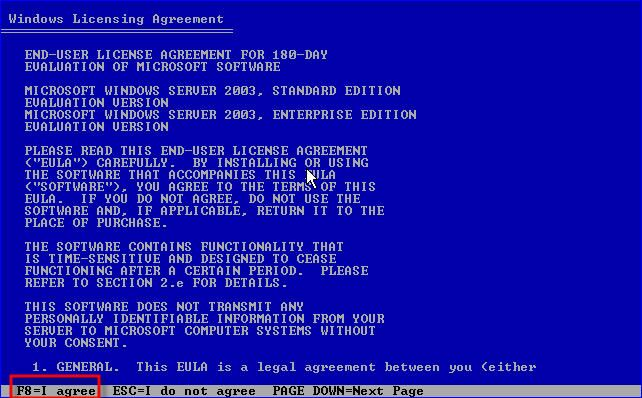 Windows Licensing Agreement
END-USER LICENSE AGREEMENT FOR 180-DAY
EVALUATION OF MICROSOFT SOFTWARE
MICROSOFT WINDOWS SERVER 2003, STANDARD EDITION
EVALUATION VERSION
MICROSOFT WINDOWS SERVER 2003, ENTERPRISE EDITION
EVALUATION VERSION
PLEASE READ THIS END-USER LICENSE AGREEMENT
("EULA") CAREFULLY.  BY INSTALLING OR USING
THE SOFTWARE THAT ACCOMPANIES THIS EULA
("SOFTWARE"), YOU AGREE TO THE TERMS OF THIS
EULA.  IF YOU DO NOT AGREE, DO NOT USE THE
SOFTWARE AND, IF APPLICABLE, RETURN IT TO THE
PLACE OF PURCHASE.
THE SOFTWARE CONTAINS FUNCTIONALITY THAT
IS TIME-SENSITIVE AND DESIGNED TO CEASE
FUNCTIONING AFTER A CERTAIN PERIOD.  PLEASE
REFER TO SECTION 2.e FOR DETAILS.
THIS SOFTWARE DOES NOT TRANSMIT ANY
PERSONALLY IDENTIFIABLE INFORMATION FROM YOUR
SERVER TO MICROSOFT COMPUTER SYSTEMS WITHOUT
YOUR CONSENT.
1. GENERAL.  This EULA is a legal agreement between you (either
F8=I agree  ESC=I do not agree  PAGE DOWN=Next Page